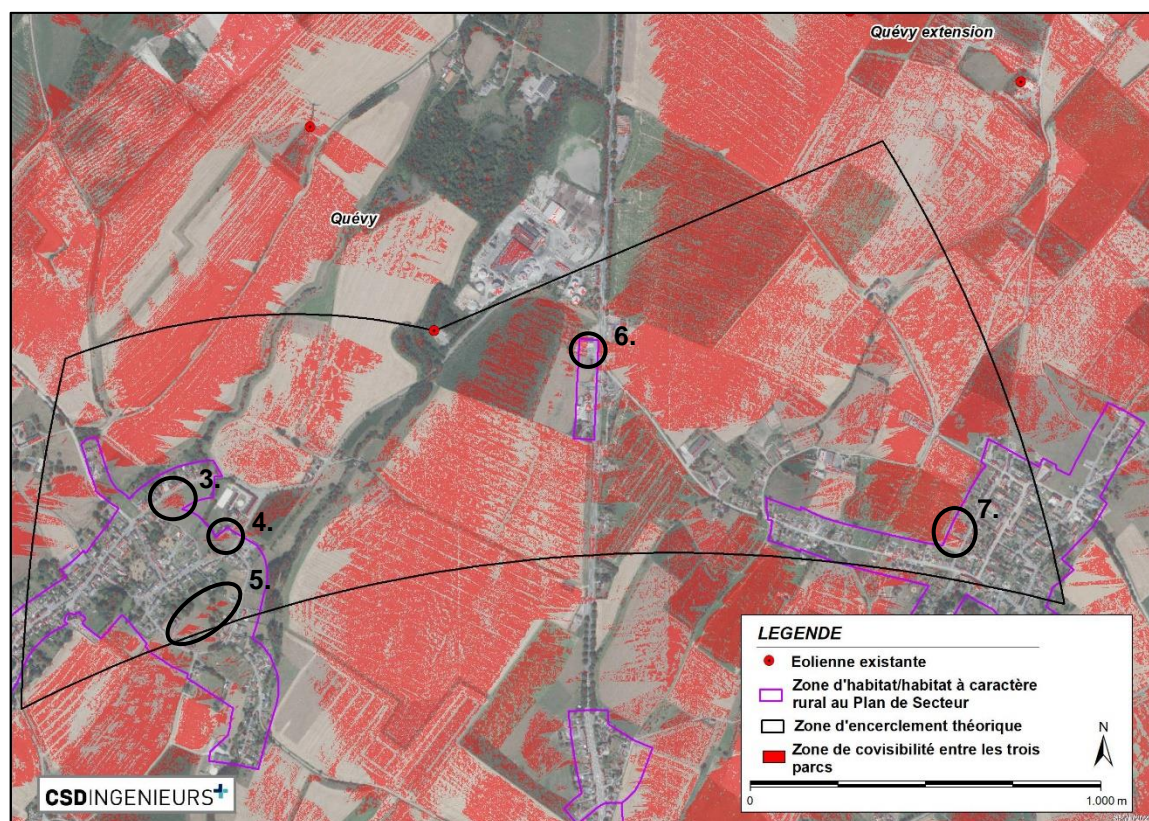 Quévy extension
Quévy
6.
3.
4.
7.
5.
LEGENDE
Eolienne existante
Zone d'habitat/habitat à caractère
rural au Plan de Secteur
Zone d'encerclement théorique
Zone de covisibilité entre les trois
parcs
N
0
1.000 m
CSDINGENIEURS+